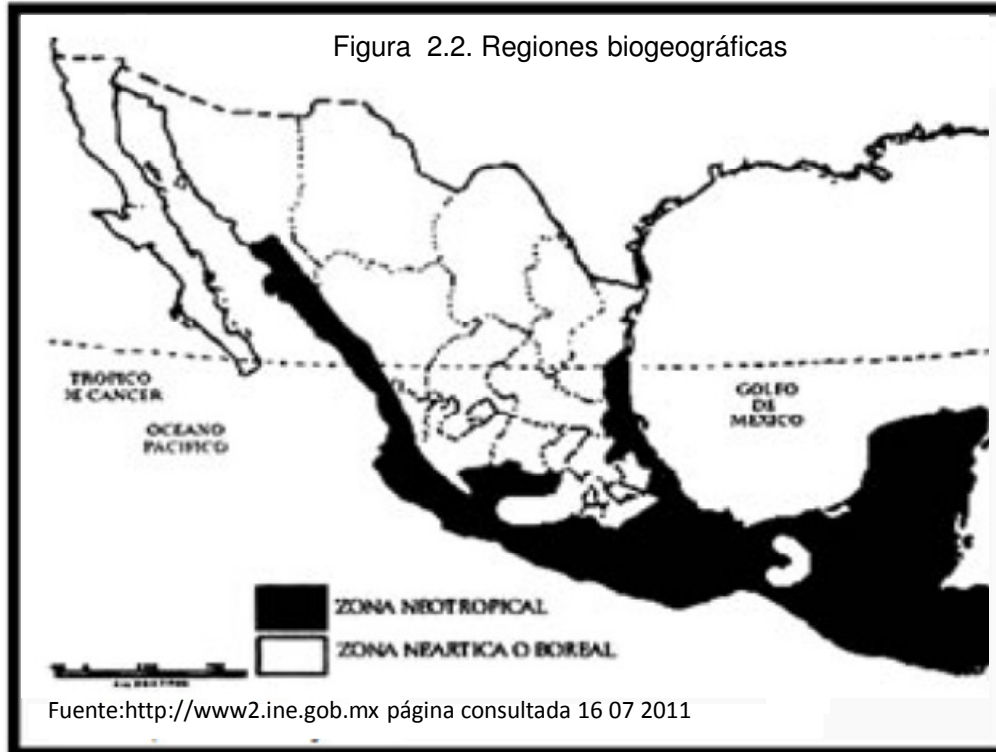 Figura 2.2. Regiones biogeográficas
TROPICO
DE CANCER
OCEANO
PACIFICO
GOLFO
DE
MEXICO
ZONA NEOTROPICAL
ZONA NEARTICA O BOREAL
Fuente:http://www2.ine.gob.mx página consultada 16 07 2011